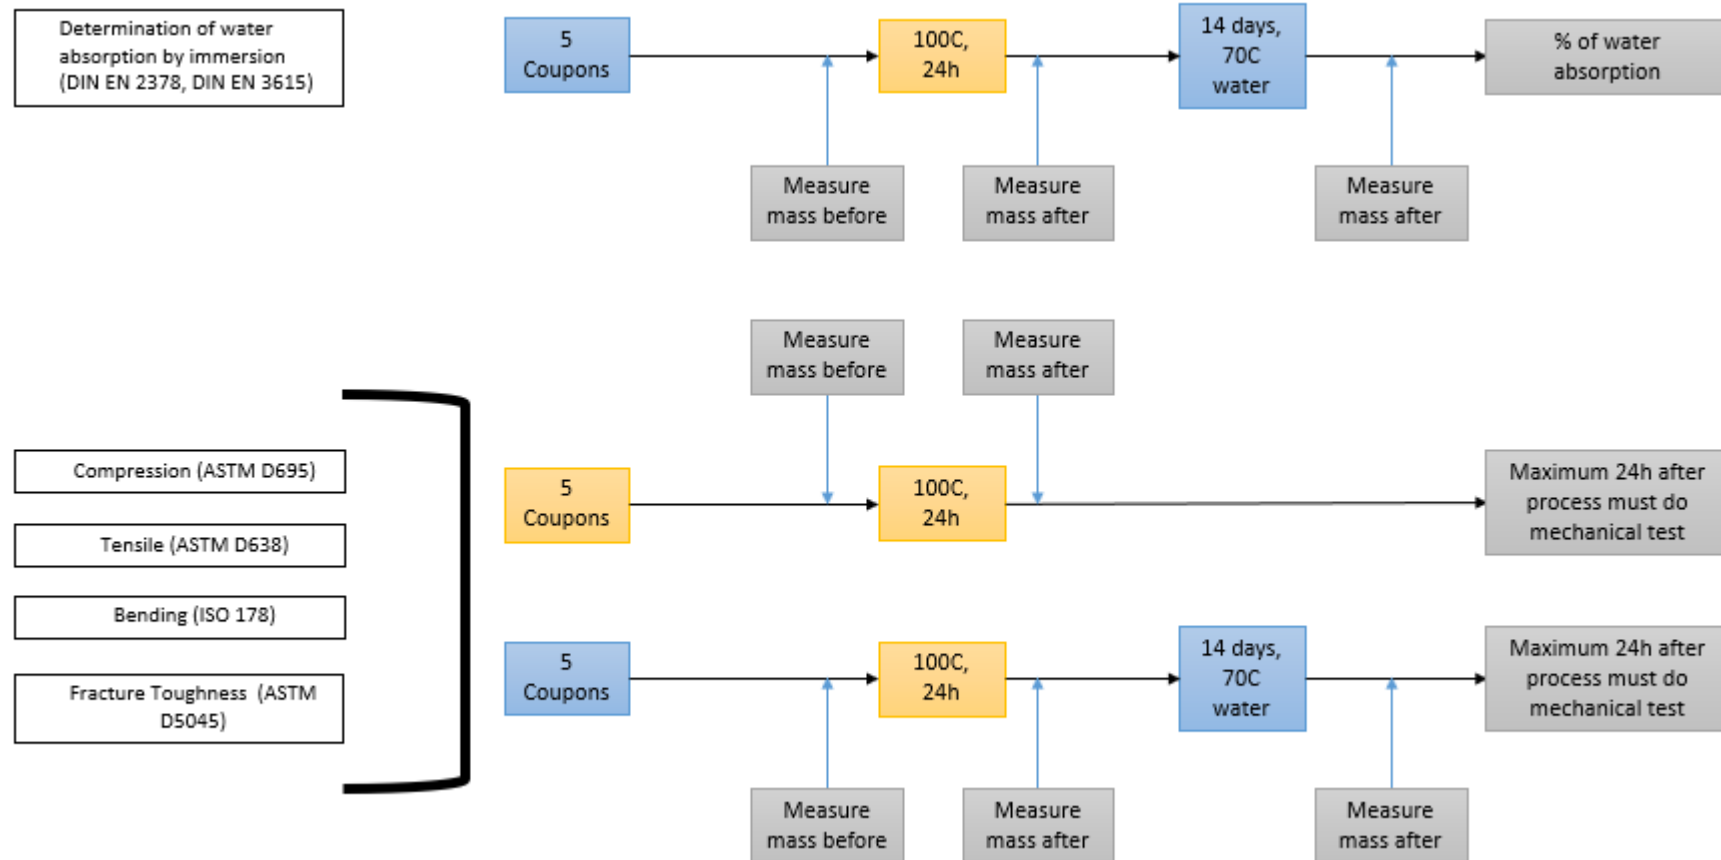 Determination of water
absorption by immersion
(DIN EN 2378, DIN EN 3615)
5
Coupons
100C,
24h
14 days,
70C
water
% of water
absorption
Measure
mass before
Measure
mass after
Measure
mass after
Measure
mass before
Measure
mass after
Compression (ASTM D695)
Tensile (ASTM D638)
Bending (ISO 178)
Fracture Toughness (ASTM
D5045)
5
Coupons
100C,
24h
Maximum 24h after
process must do
mechanical test
5
Coupons
100C,
24h
14 days,
70C
water
Maximum 24h after
process must do
mechanical test
Measure
mass before
Measure
mass after
Measure
mass after